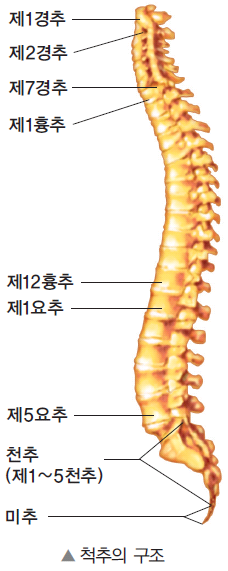 제1경추
제2경추
제7경추
제1흉추
제12흉추
제1요추
제5요추
천추
(제1~5천추)
미추
▲ 척추의 구조